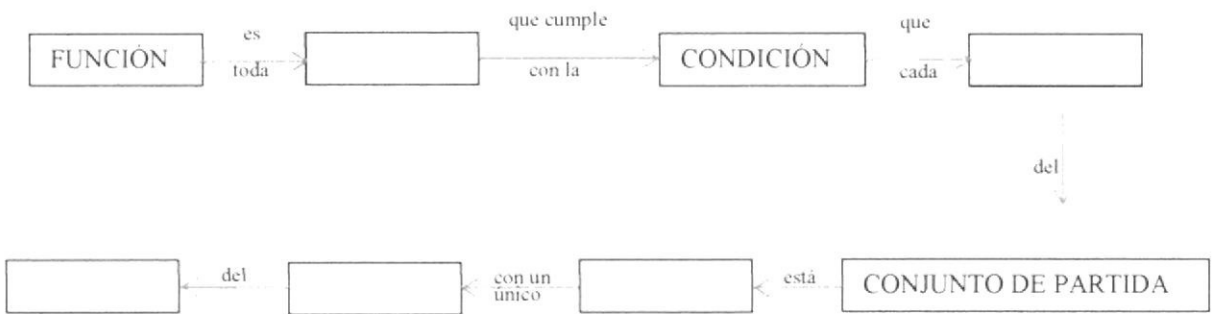 FUNCIÓN
es
toda
que cumple
con la
CONDICIÓN
que
cada
del
CONJUNTO DE PARTIDA
está
con un
único
del